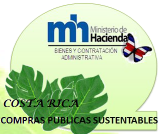 mh Ministerio de
Hacienda
BIENES Y CONTRATACIÓN
ADMINISTRATIVA
COSTA RICA
COMPRAS PUBLICAS SUSTENTABLES